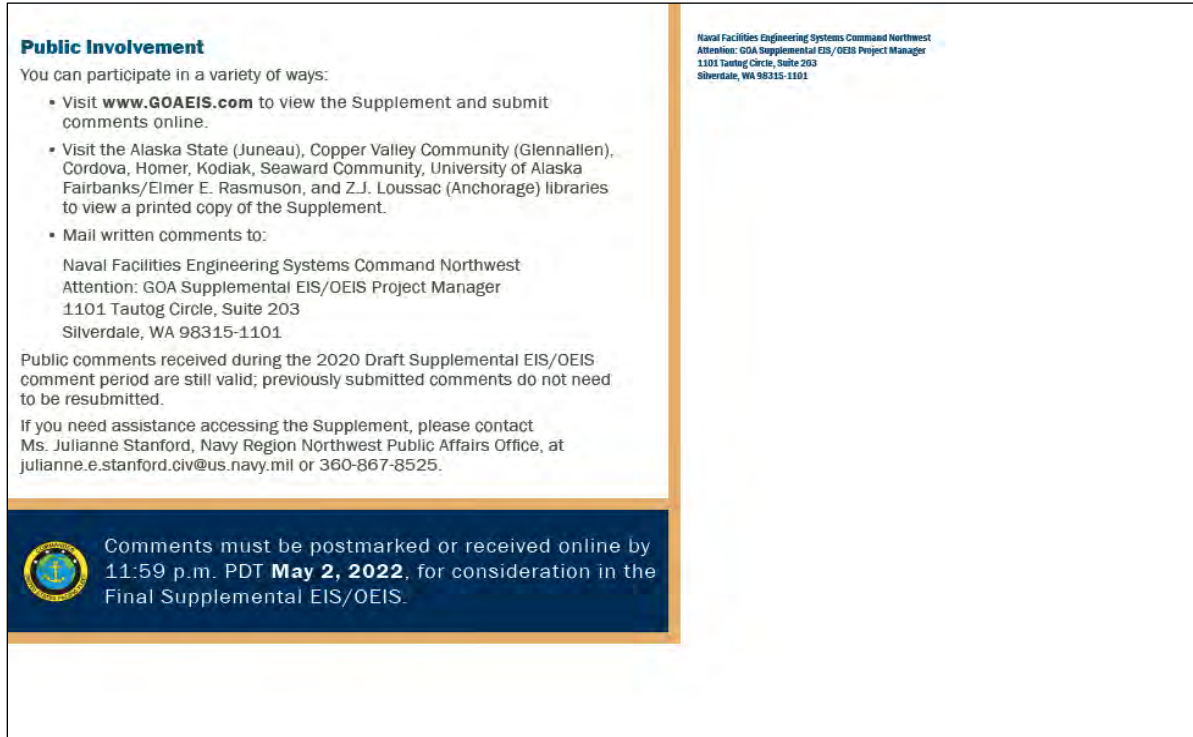 Public Involvement
You can participate in a variety of ways:
• Visit www.GOAEIS.com to view the Supplement and submit
comments online.
• Visit the Alaska State (Juneau), Copper Valley Community (Glennallen),
Cordova, Homer, Kodiak, Seaward Community, University of Alaska
Fairbanks/Elmer E. Rasmuson, and Z.J. Loussac (Anchorage) libraries
to view a printed copy of the Supplement.
• Mail written comments to:
Naval Facilities Engineering Systems Command Northwest
Attention: GOA Supplemental EIS/OEIS Project Manager
1101 Tautog Circle, Suite 203
Silverdale, WA 98315-1101
Public comments received during the 2020 Draft Supplemental EIS/OEIS
comment period are still valid; previously submitted comments do not need
to be resubmitted.
If you need assistance accessing the Supplement, please contact
Ms. Julianne Stanford, Navy Region Northwest Public Affairs Office, at
julianne.e.stanford.civ@us.navy.mil or 360-867-8525.
COMMANDER
UNITED STATES PACIFIC FLEET
Comments must be postmarked or received online by
11:59 p.m. PDT May 2, 2022, for consideration in the
Final Supplemental EIS/OEIS.
Naval Facilities Engineering Systems Command Northwest
Attention: GOA Supplemental EIS/OEIS Project Manager
1101 Tautog Circle, Suite 203
Silverdale, WA 98315-1101